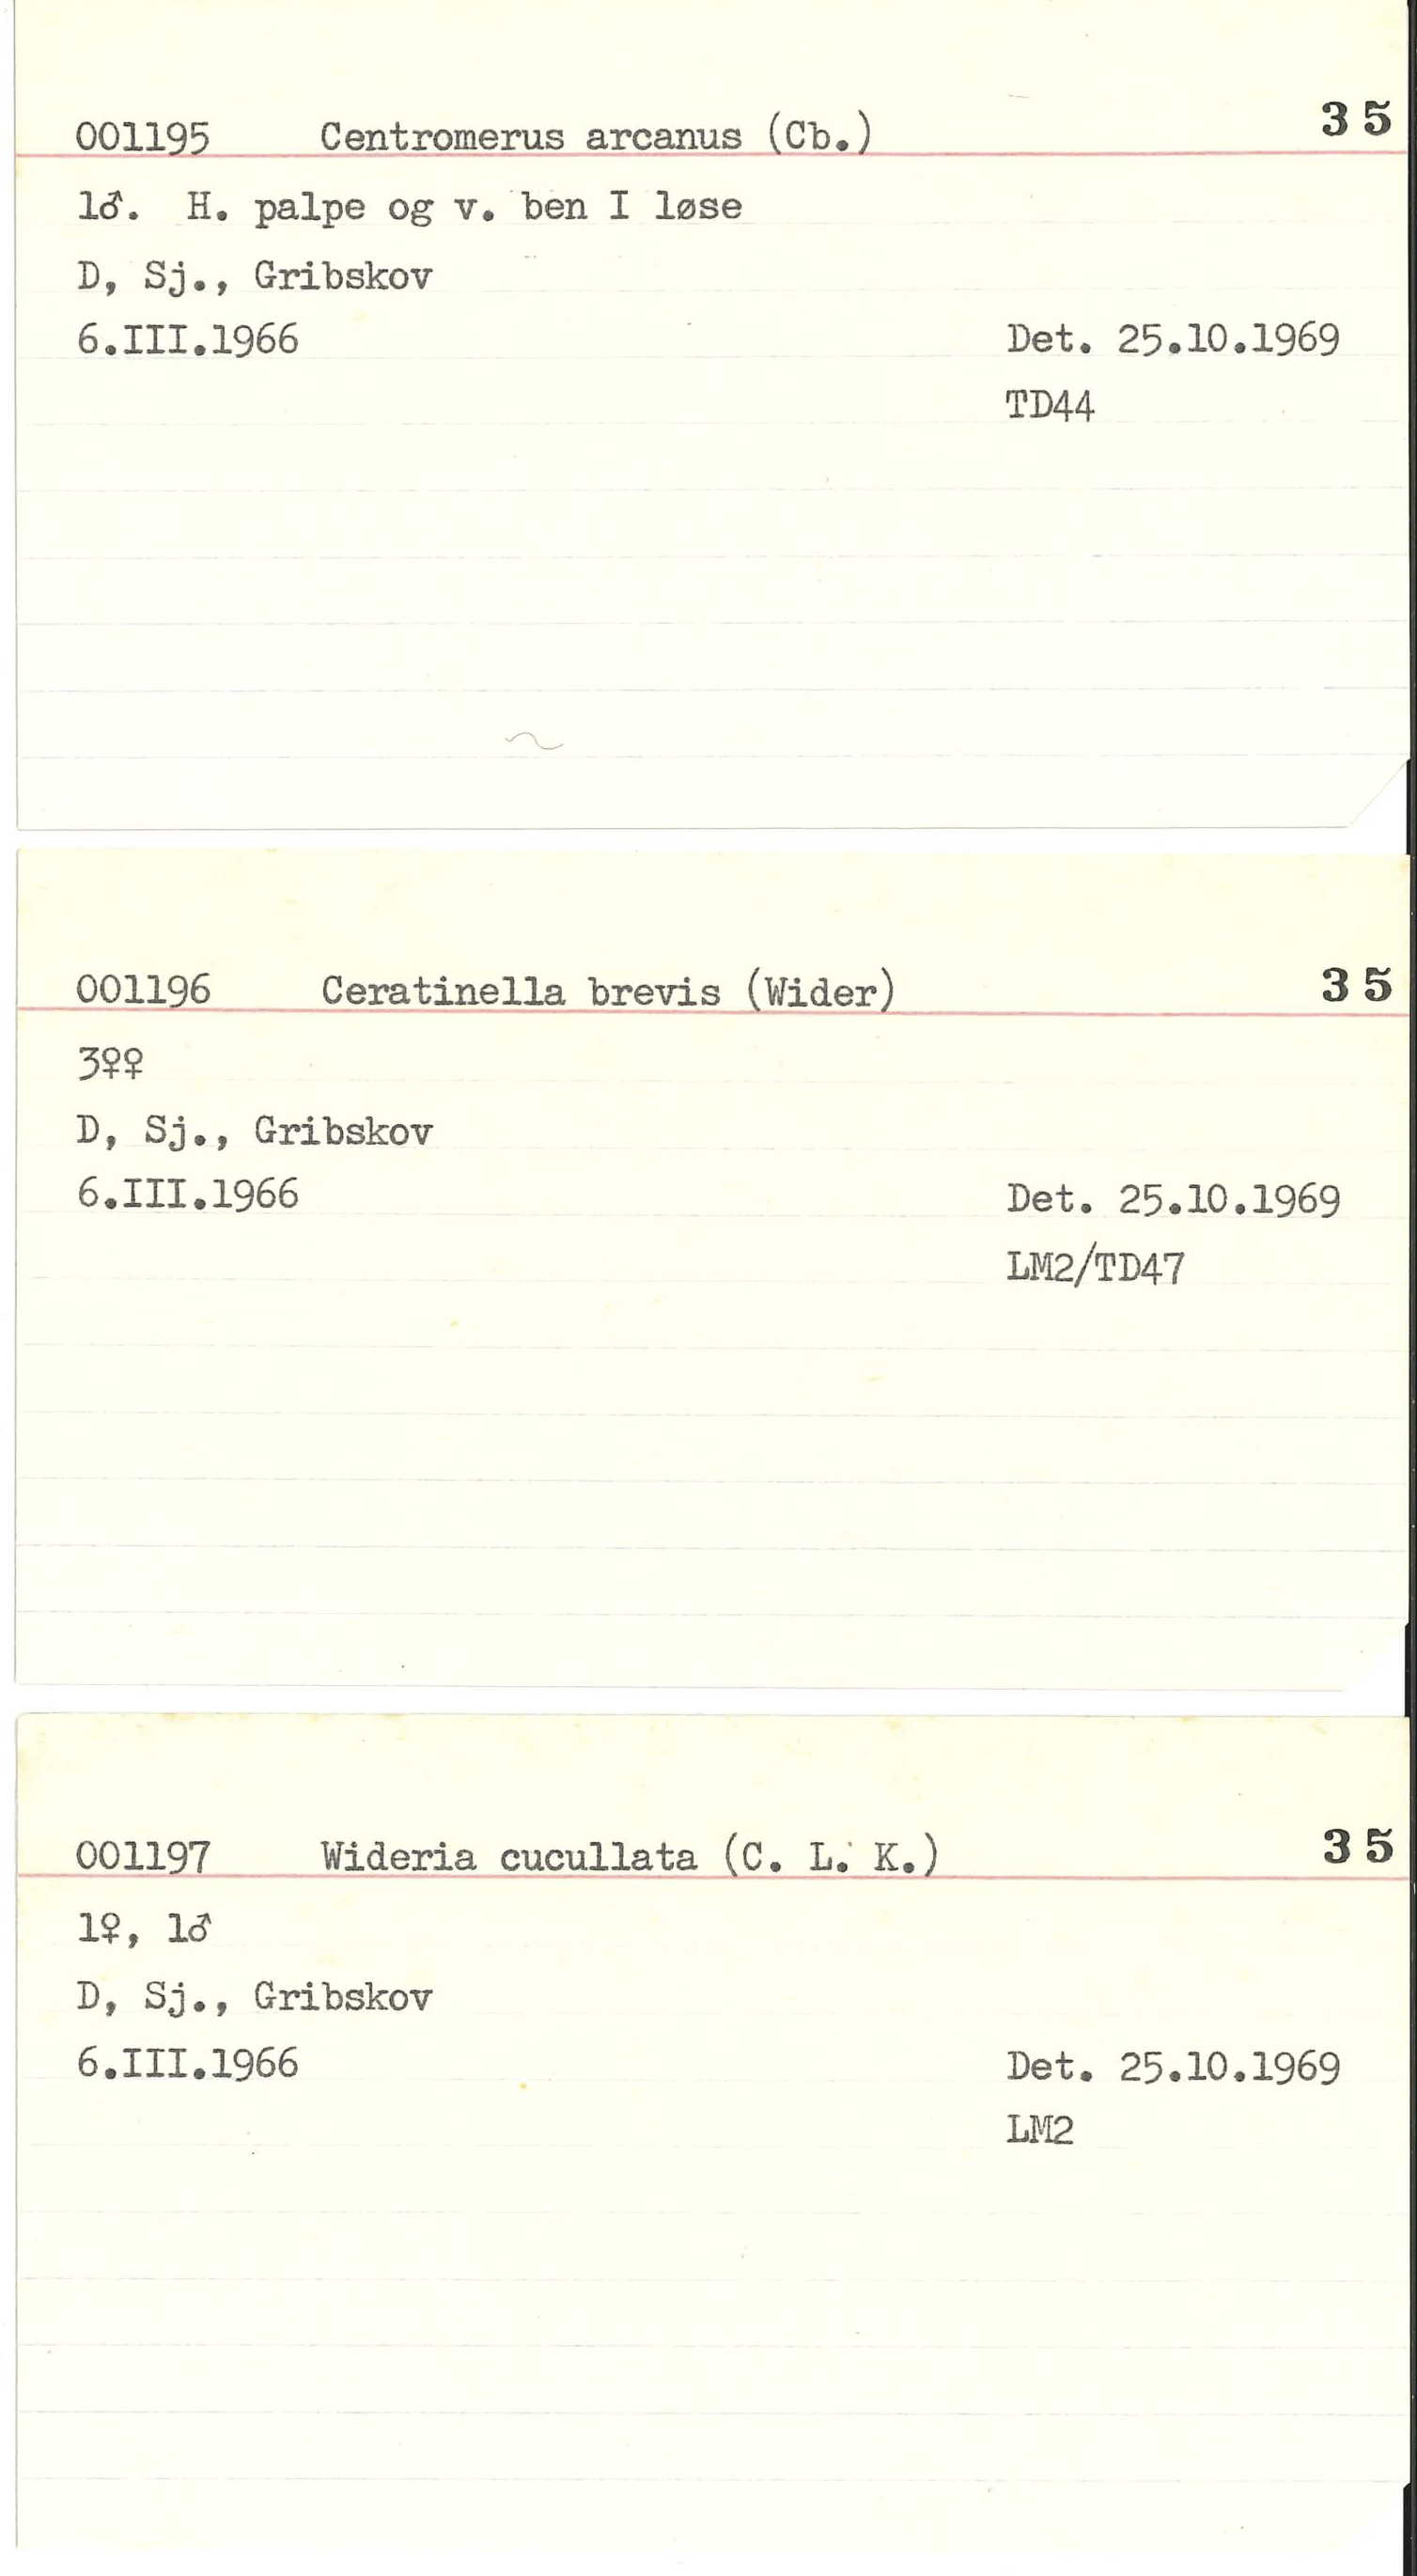 001195 Centromerus arcanus (Cb.) 35
1♂. H. palpe og v. ben I løse
D, Sj., Gribskov
6.III.1966 Det. 25.10.1969
TD44
001196 Ceratinella brevis (Wider) 35
3♀♀
D, Sj., Gribskov
6.III.1966 Det. 25.10.1969
LM2/TD47
001197 Wideria cucullata (C. L. K.) 35
1♀, 1♂
D, Sj., Gribskov
6.III.1966 Det. 25.10.1969
LM2